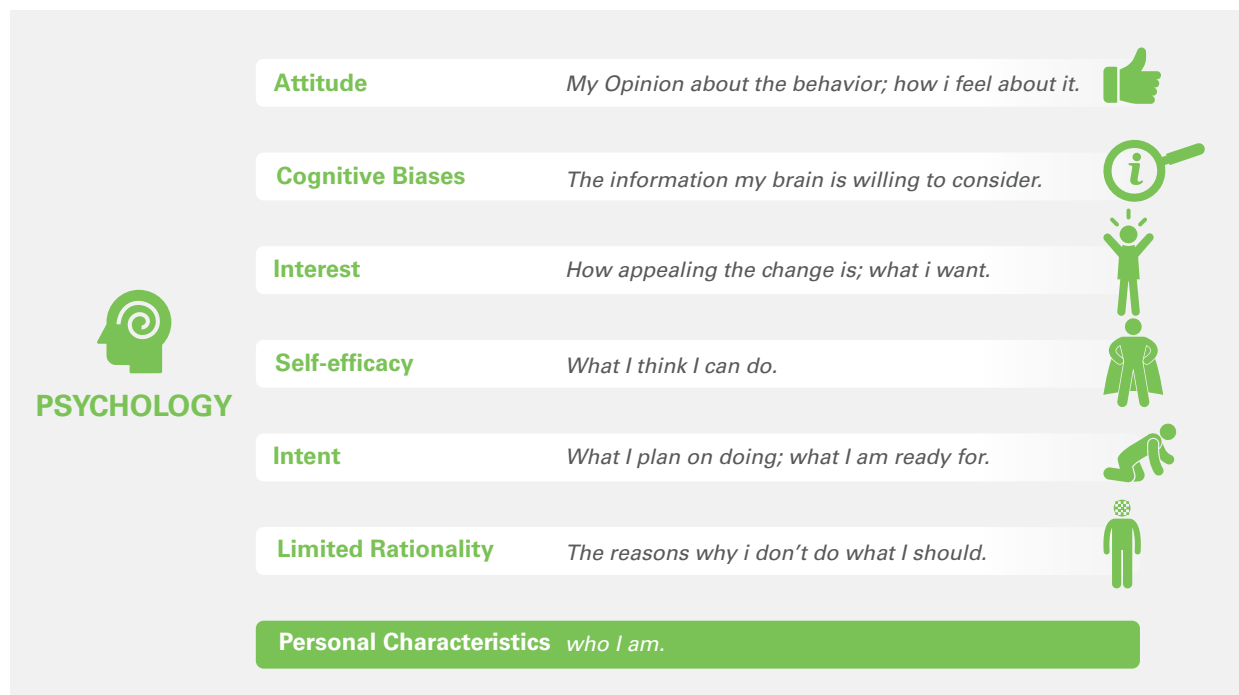 Attitude My Opinion about the behavior; how i feel about it.
Cognitive Biases The information my brain is willing to consider.
i
Interest How appealing the change is; what i want.
Self-efficacy What I think I can do.
PSYCHOLOGY
Intent What I plan on doing; what I am ready for.
Limited Rationality The reasons why i don't do what I should.
Personal Characteristics who I am.